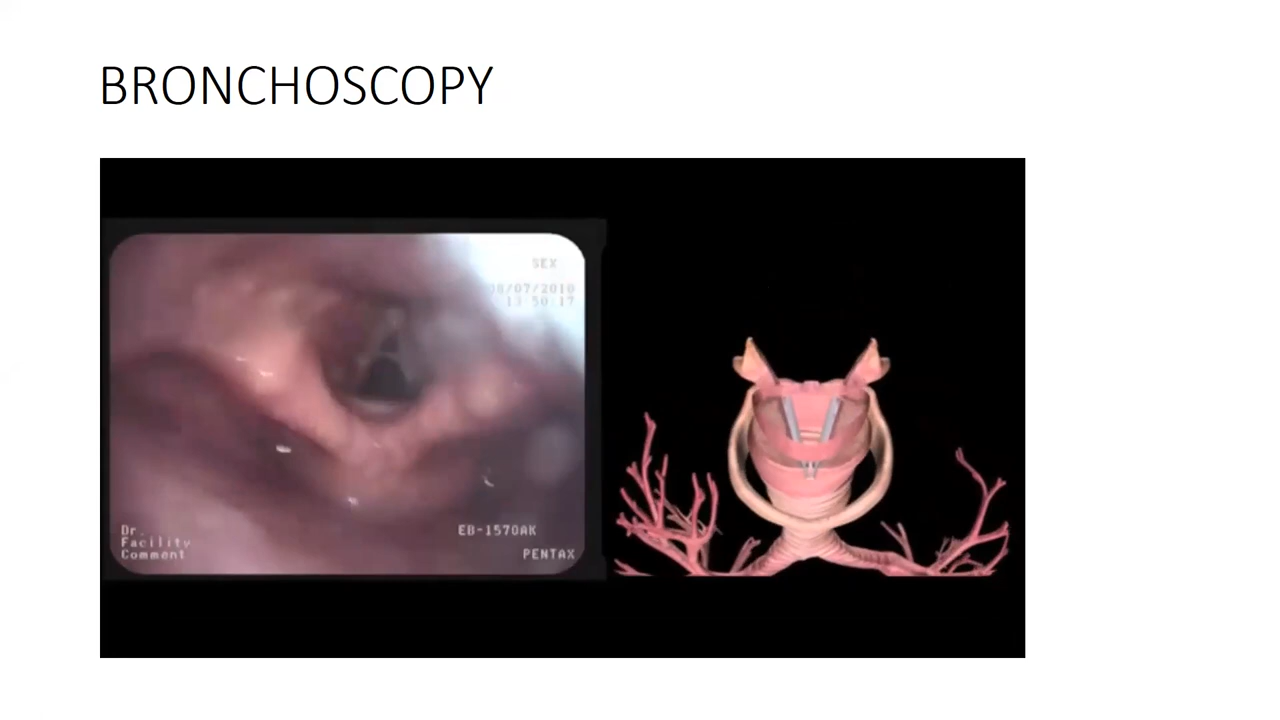 BRONCHOSCOPY
SEX
08/07/2010
13:50:17
Dr.
Facility
Comment
EB-1570AK
PENTAX